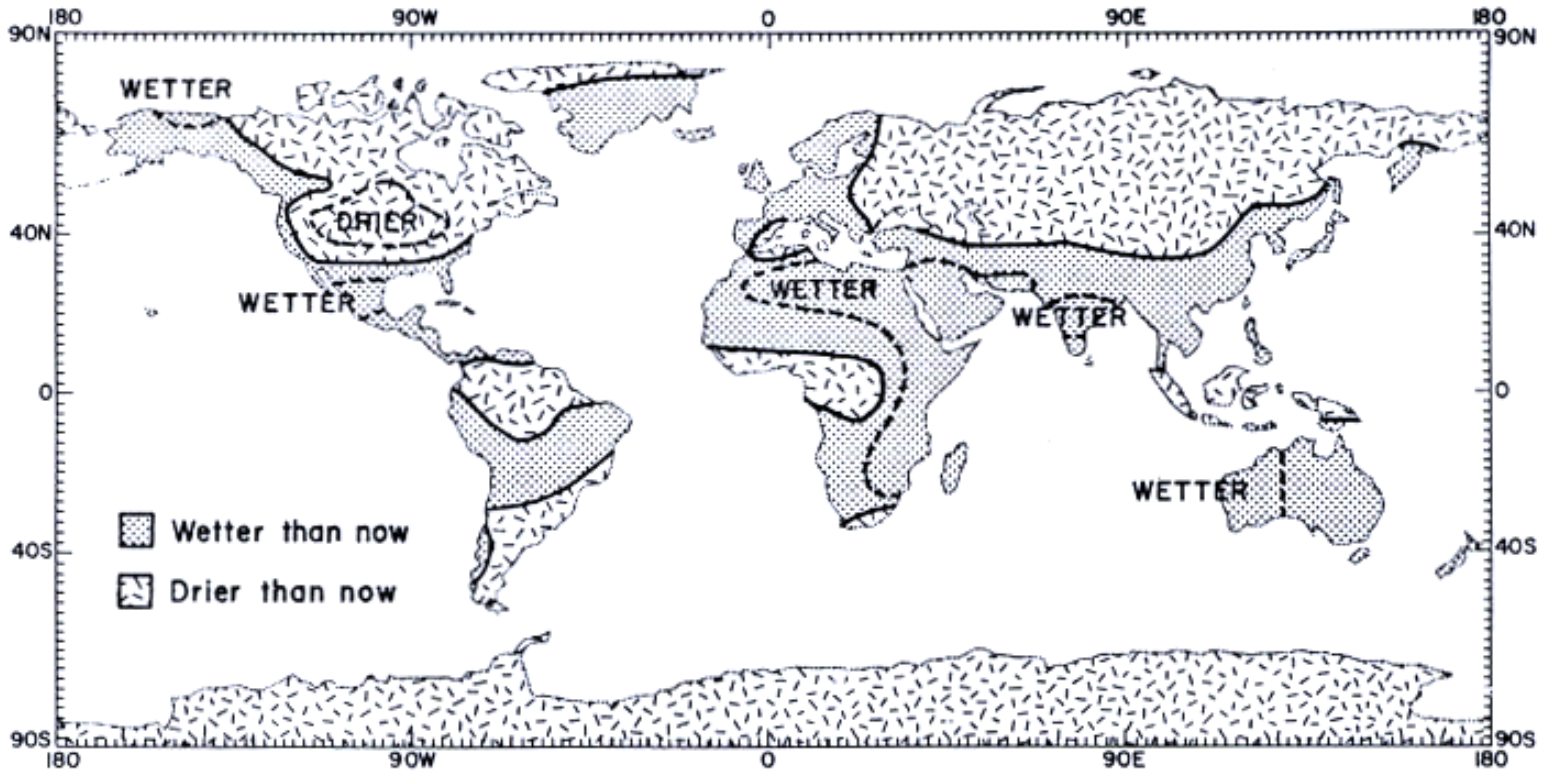 180 90W 0 90E 180
90N 90N
WETTER
40N DRIER 40N
WETTER WETTER WETTER
0 0
WETTER
Wetter than now
40S 40S
Drier than now
90S 90S
180 90W 0 90E 180